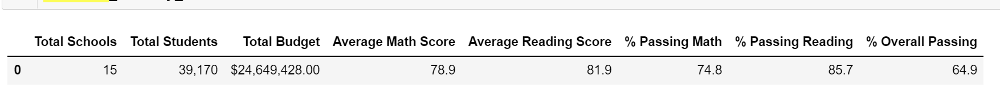 Total Schools Total Students Total Budget Average Math Score Average Reading Score % Passing Math % Passing Reading % Overall Passing
0 15 39,170 $24,649,428.00 78.9 81.9 74.8 85.7 64.9